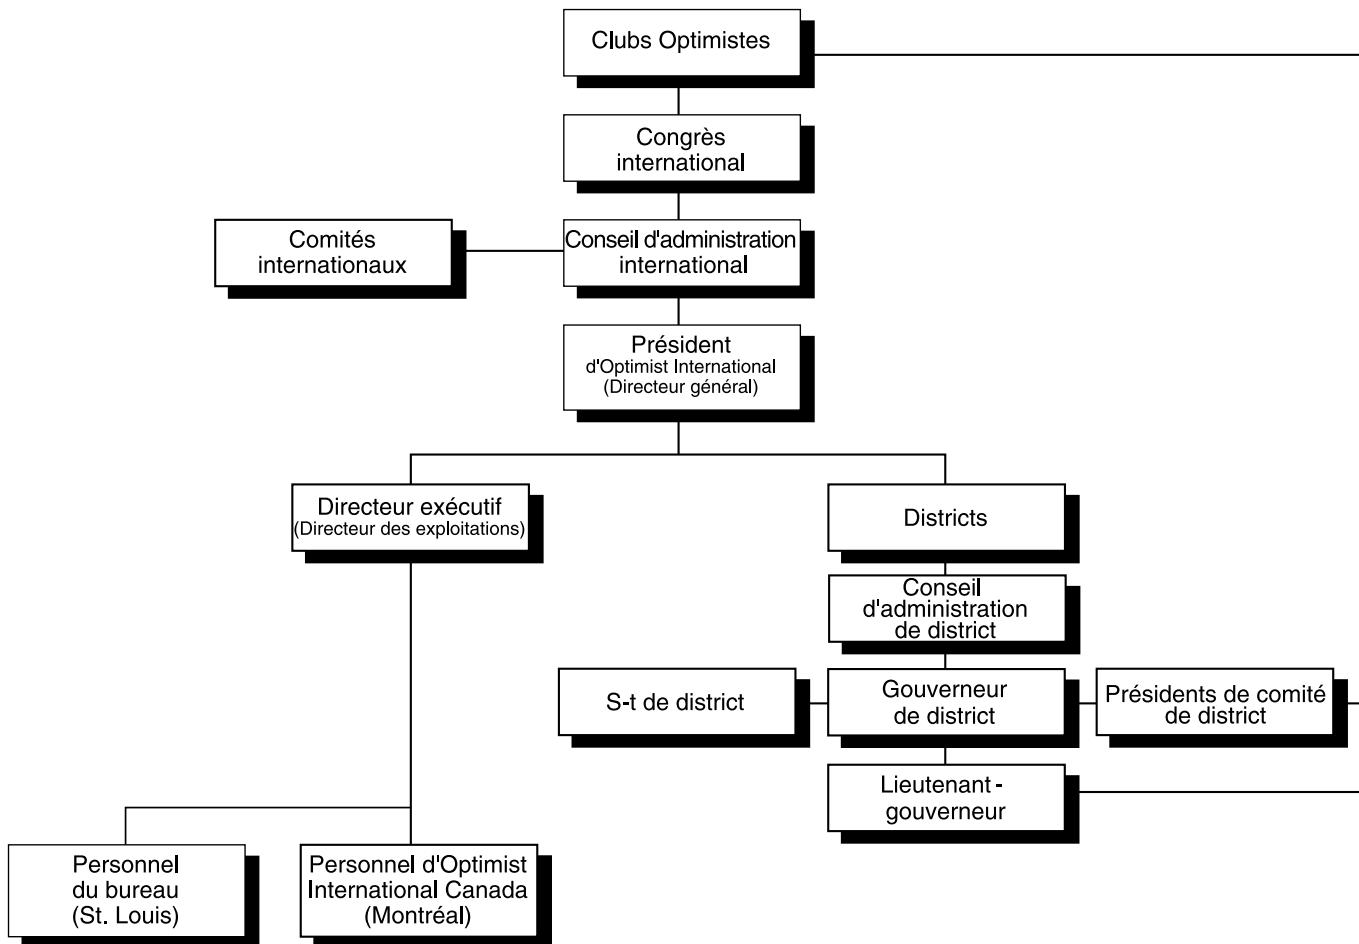 Clubs Optimistes
Congrès
international
Comités
internationaux
Conseil d'administration
international
Président
d'Optimist International
(Directeur général)
Directeur exécutif
(Directeur des exploitations)
Districts
Conseil
d'administration
de district
S-t de district
Gouverneur
de district
Présidents de comité
de district
Lieutenant-
gouverneur
Personnel
du bureau
(St. Louis)
Personnel d'Optimist
International Canada
(Montréal)